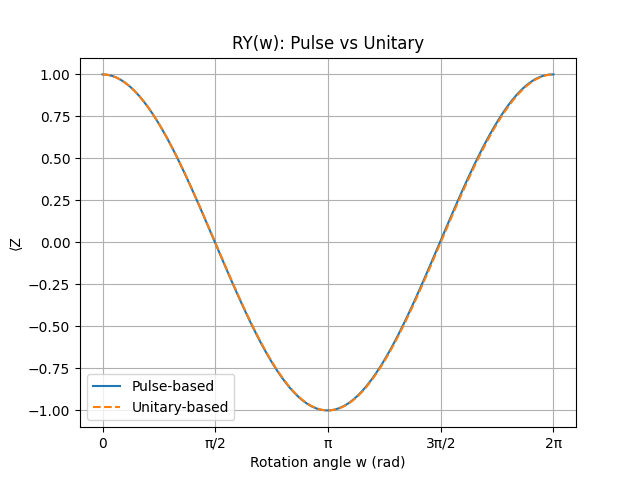 RY(w): Pulse vs Unitary
1.00
0.75
0.50
0.25
0.00
−0.25
−0.50
−0.75
−1.00
⟨Z
Pulse-based
Unitary-based
0 π/2 π 3π/2 2π
Rotation angle w (rad)